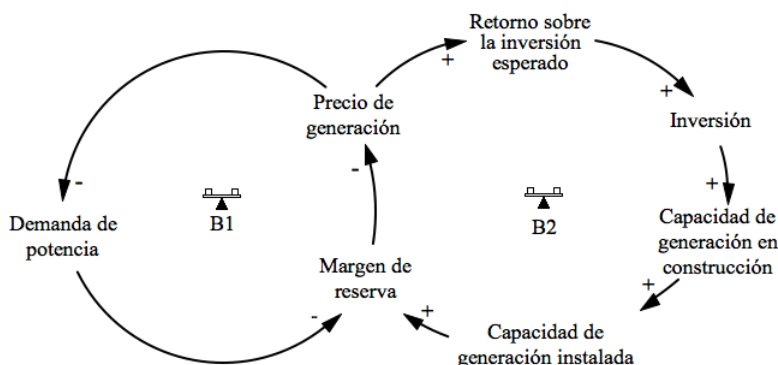 Retorno sobre
la inversión
esperado
+
+
Precio de
generación
Inversión
-
-
+
B1
B2
Demanda de
potencia
Capacidad de
generación en
construcción
Margen de
reserva
+
-
+
Capacidad de
generación instalada